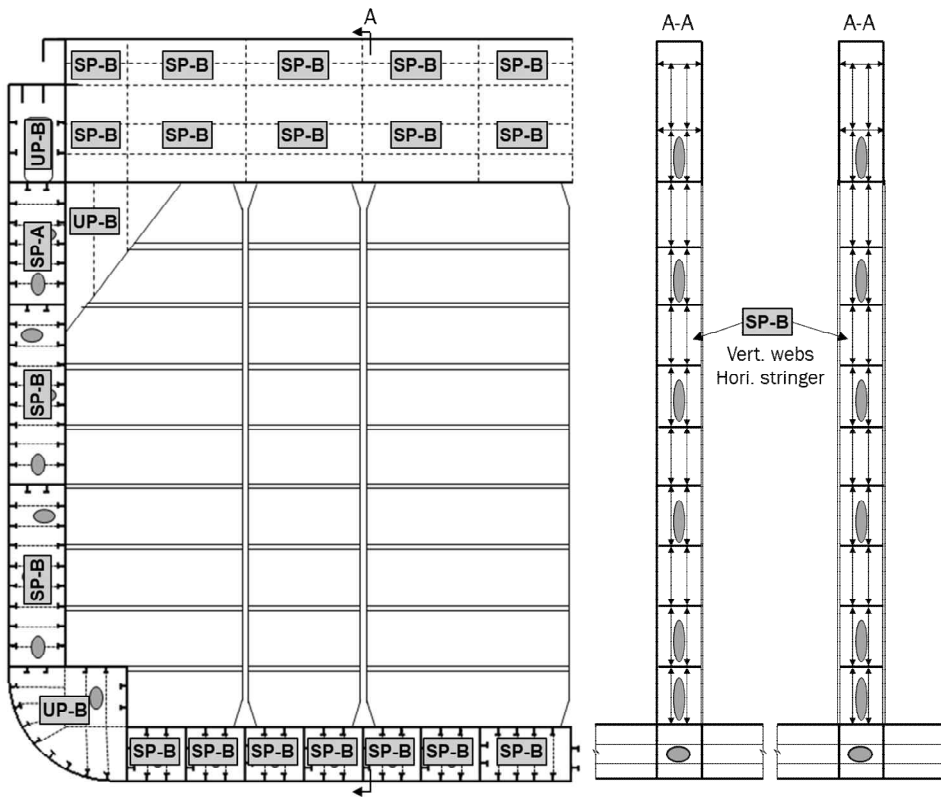 A
A-A
A-A
SP-B SP-B SP-B SP-B SP-B
UP-B
SP-B SP-B SP-B SP-B SP-B
UP-B
SP-A
SP-B
Vert. webs
Hori. stringer
SP-B
SP-B
UP-B
SP-B SP-B SP-B SP-B SP-B SP-B SP-B